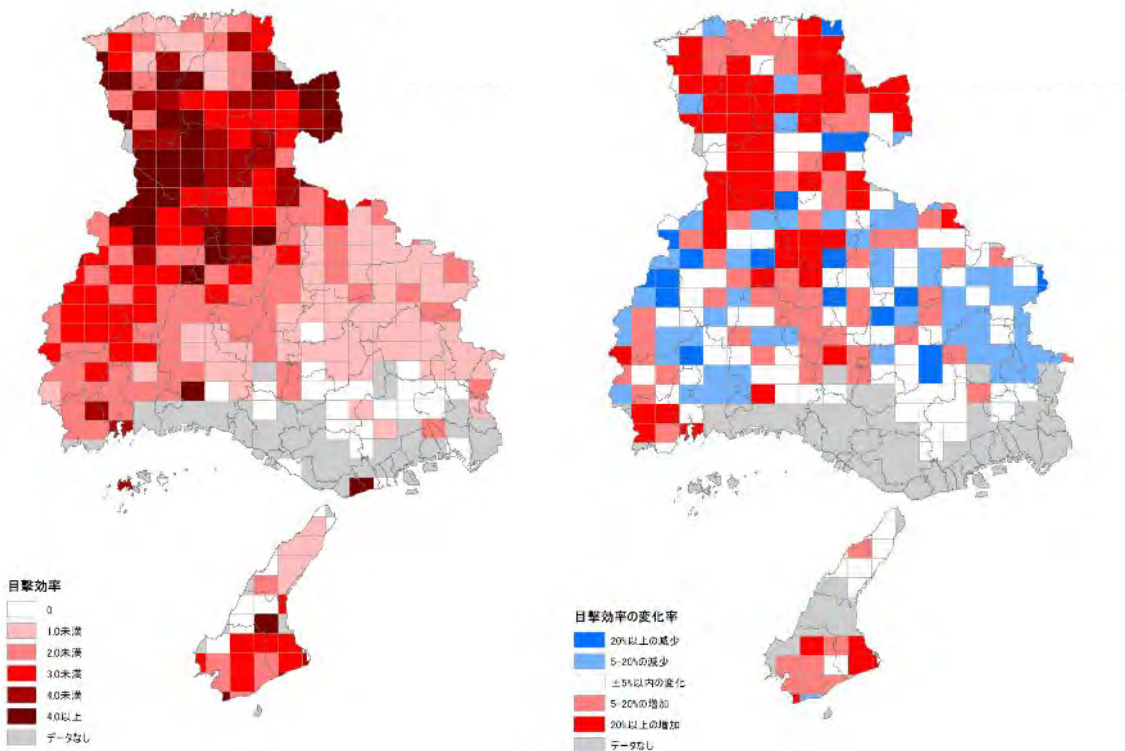 目撃効率
0
1.0未満
2.0未満
3.0未満
4.0未満
4.0以上
データなし
目撃効率の変化率
20%以上の減少
5-20%の減少
±5%以内の変化
5-20%の増加
20%以上の増加
データなし